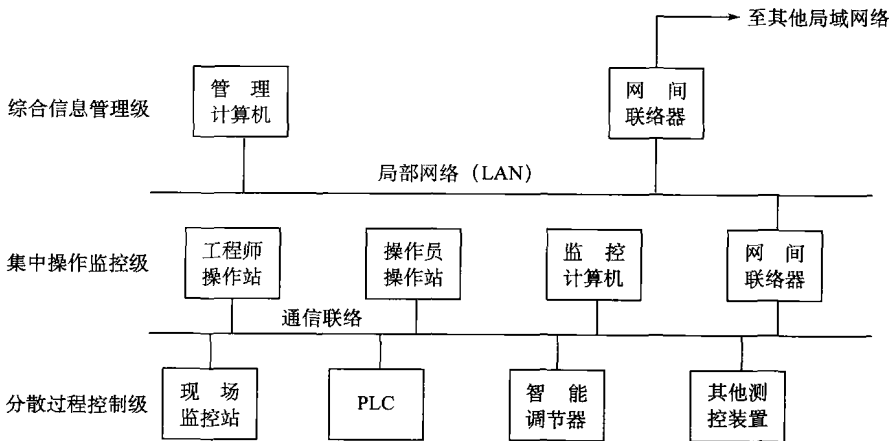 至其他局域网络
综合信息管理级
管 理
计算机
网 间
联络器
局部网络（LAN）
集中操作监控级
工程师
操作站
操作员
操作站
监 控
计算机
网 间
联络器
通信联络
分散过程控制级
现 场
监控站
PLC
智 能
调节器
其他测
控装置